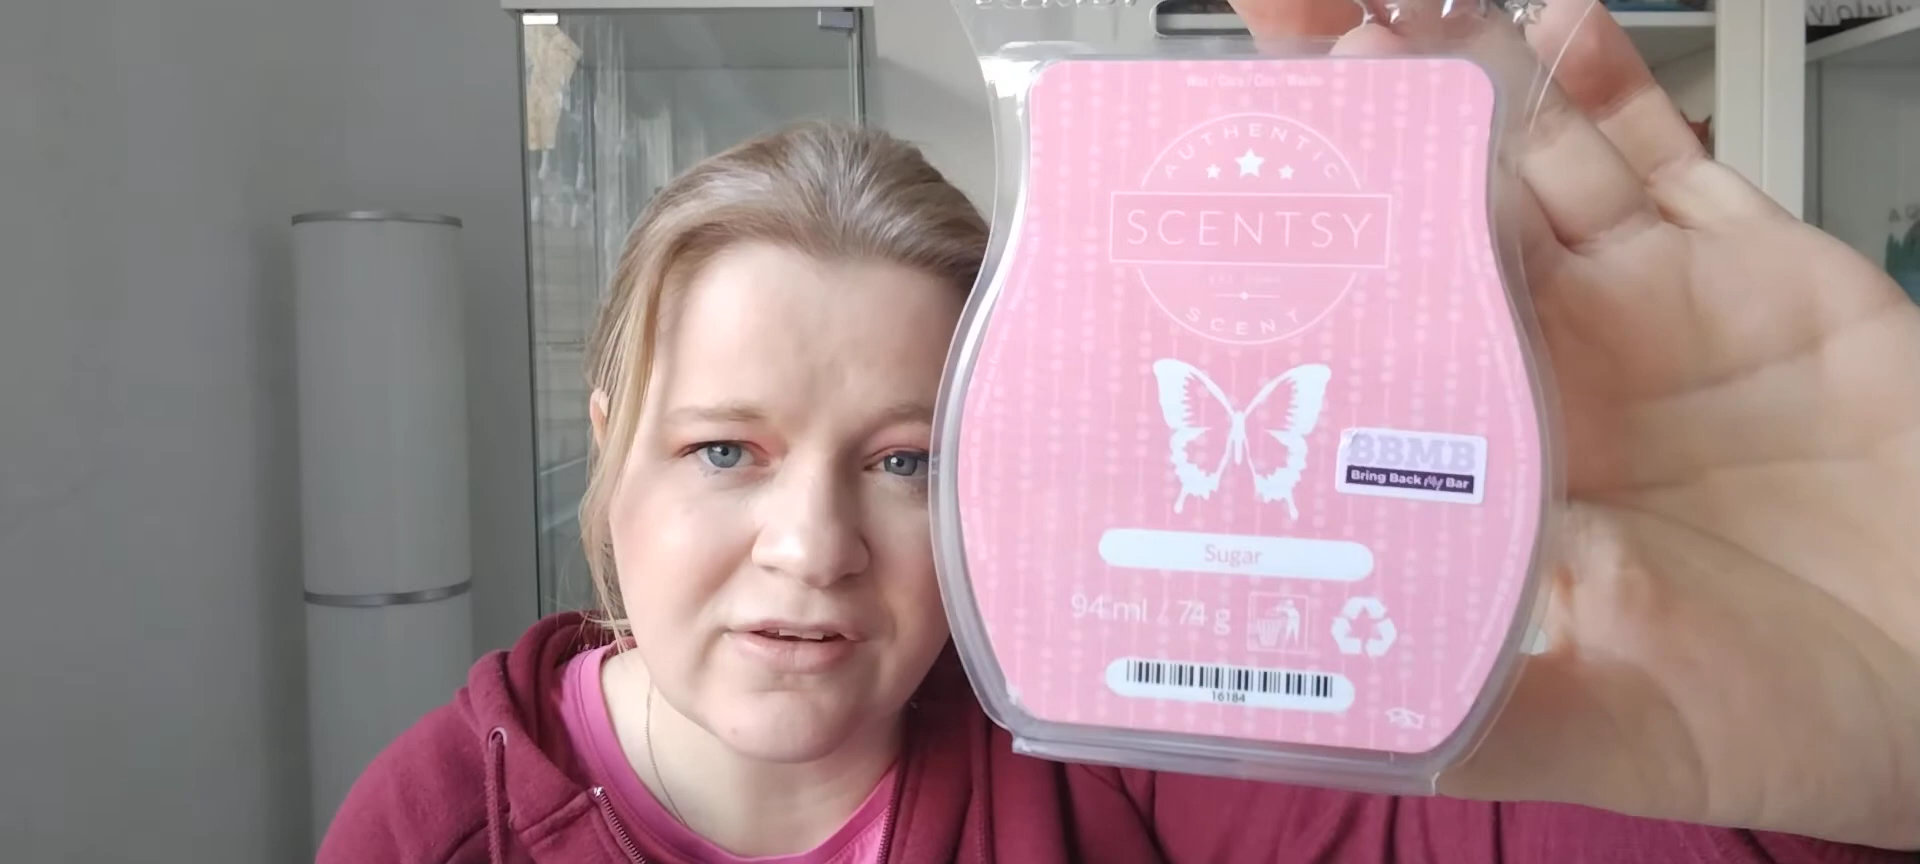 AUTHENTIC
SCENTSY
SCENT
BBMB
Bring Back My Bar
Sugar
94 ml / 74 g
16184